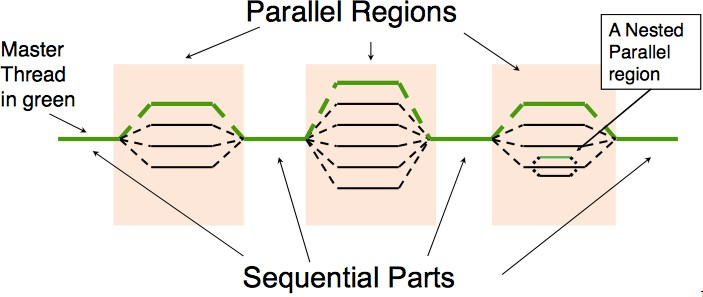 Parallel Regions
Master
Thread
in green
A Nested
Parallel
region
Sequential Parts